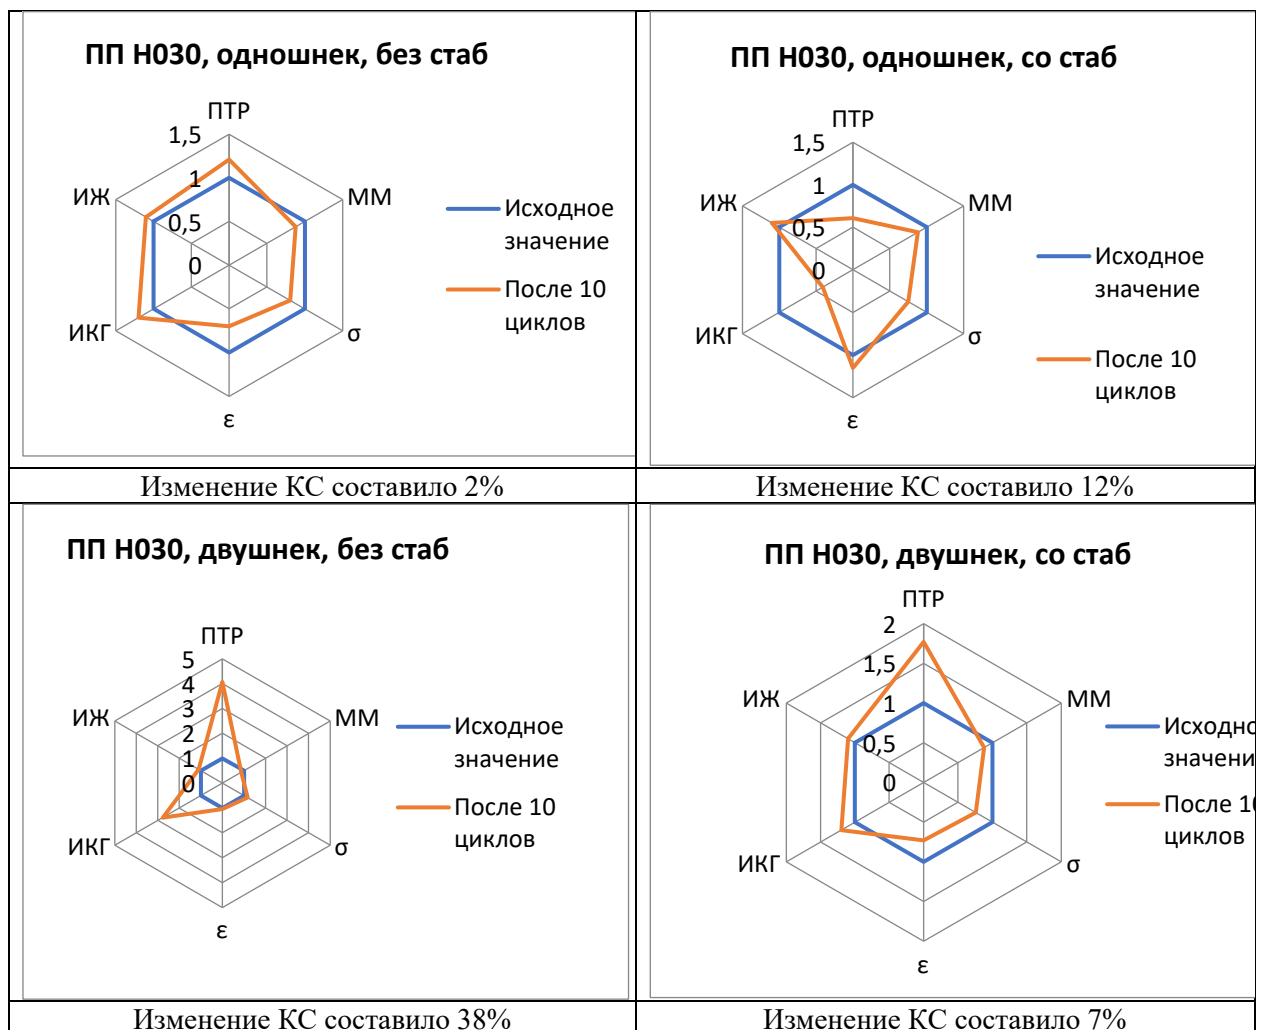 ПП Н030, одношнек, без стаб
ПТР
1,5
1
0,5
0
ИЖ
ММ
ИКГ
σ
ε
Исходное
значение
После 10
циклов
Изменение КС составило 2%
ПП Н030, одношнек, со стаб
ПТР
1,5
1
0,5
0
ИЖ
ММ
ИКГ
σ
ε
Исходное
значение
После 10
циклов
Изменение КС составило 12%
ПП Н030, двушнек, без стаб
ПТР
5
4
3
2
1
0
ИЖ
ММ
ИКГ
σ
ε
Исходное
значение
После 10
циклов
Изменение КС составило 38%
ПП Н030, двушнек, со стаб
ПТР
2
1,5
1
0,5
0
ИЖ
ММ
ИКГ
σ
ε
Исходно
значени
После 10
циклов
Изменение КС составило 7%